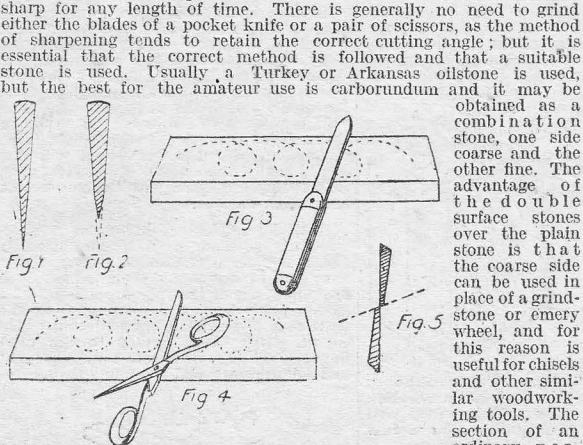 sharp for any length of time. There is generally no need to grind
either the blades of a pocket knife or a pair of scissors, as the method
of sharpening tends to retain the correct cutting angle; but it is
essential that the correct method is followed and that a suitable
stone is used. Usually a Turkey or Arkansas oilstone is used,
but the best for the amateur use is carborundum and it may be
obtained as a
combination
stone, one side
coarse and the
other fine. The
advantage of
the double
surface stones
over the plain
stone is that
the coarse side
can be used in
place of a grind-
stone or emery
wheel, and for
this reason is
useful for chisels
and other simi-
lar woodwork-
ing tools. The
section of an
Fig 1
Fig. 2
Fig 3
Fig 4
Fig. 5